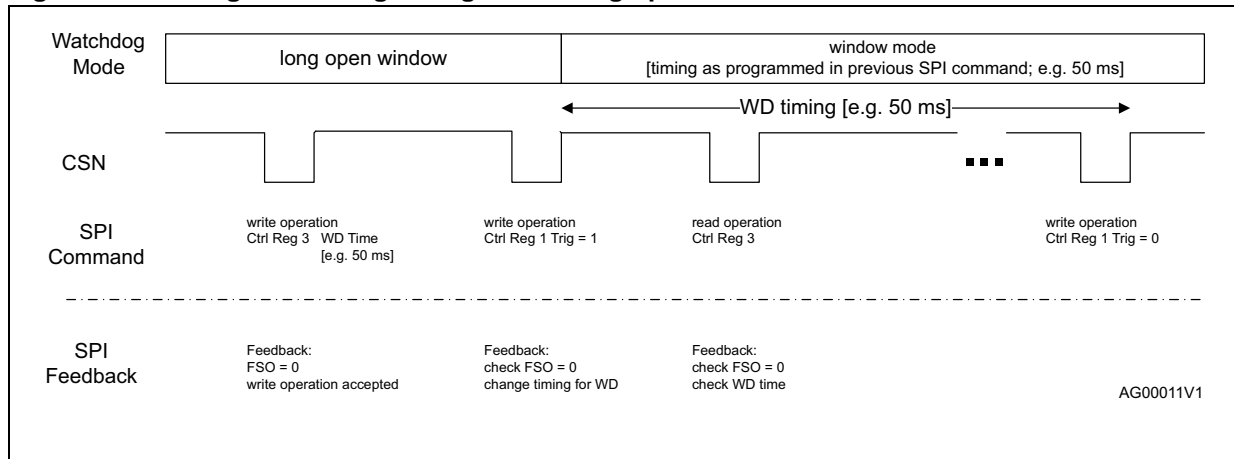 Watchdog
Mode
long open window
window mode
[timing as programmed in previous SPI command; e.g. 50 ms]
WD timing [e.g. 50 ms]
CSN
SPI
Command
write operation
Ctrl Reg 3 WD Time
[e.g. 50 ms]
write operation
Ctrl Reg 1 Trig = 1
read operation
Ctrl Reg 3
write operation
Ctrl Reg 1 Trig = 0
SPI
Feedback
Feedback:
FSO = 0
write operation accepted
Feedback:
check FSO = 0
change timing for WD
Feedback:
check FSO = 0
check WD time
AG00011V1